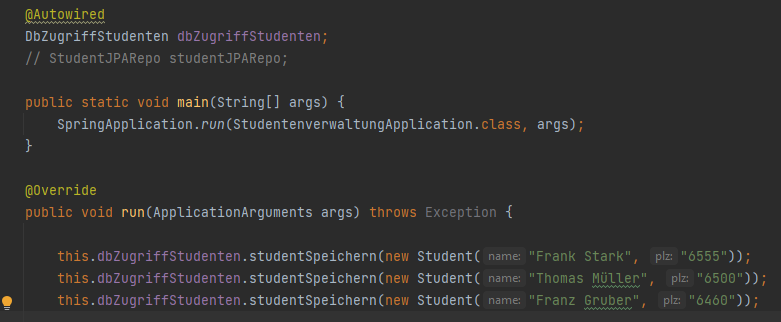 @Autowired
DbZugriffStudenten dbZugriffStudenten;
// StudentJPARepo studentJPARepo;
public static void main(String[] args) {
SpringApplication.run(StudentenverwaltungApplication.class, args);
}
@Override
public void run(ApplicationArguments args) throws Exception {
this.dbZugriffStudenten.studentSpeichern(new Student( name: "Frank Stark", plz: "6555"));
this.dbZugriffStudenten.studentSpeichern(new Student( name: "Thomas Müller", plz: "6500"));
this.dbZugriffStudenten.studentSpeichern(new Student( name: "Franz Gruber", plz: "6460"));